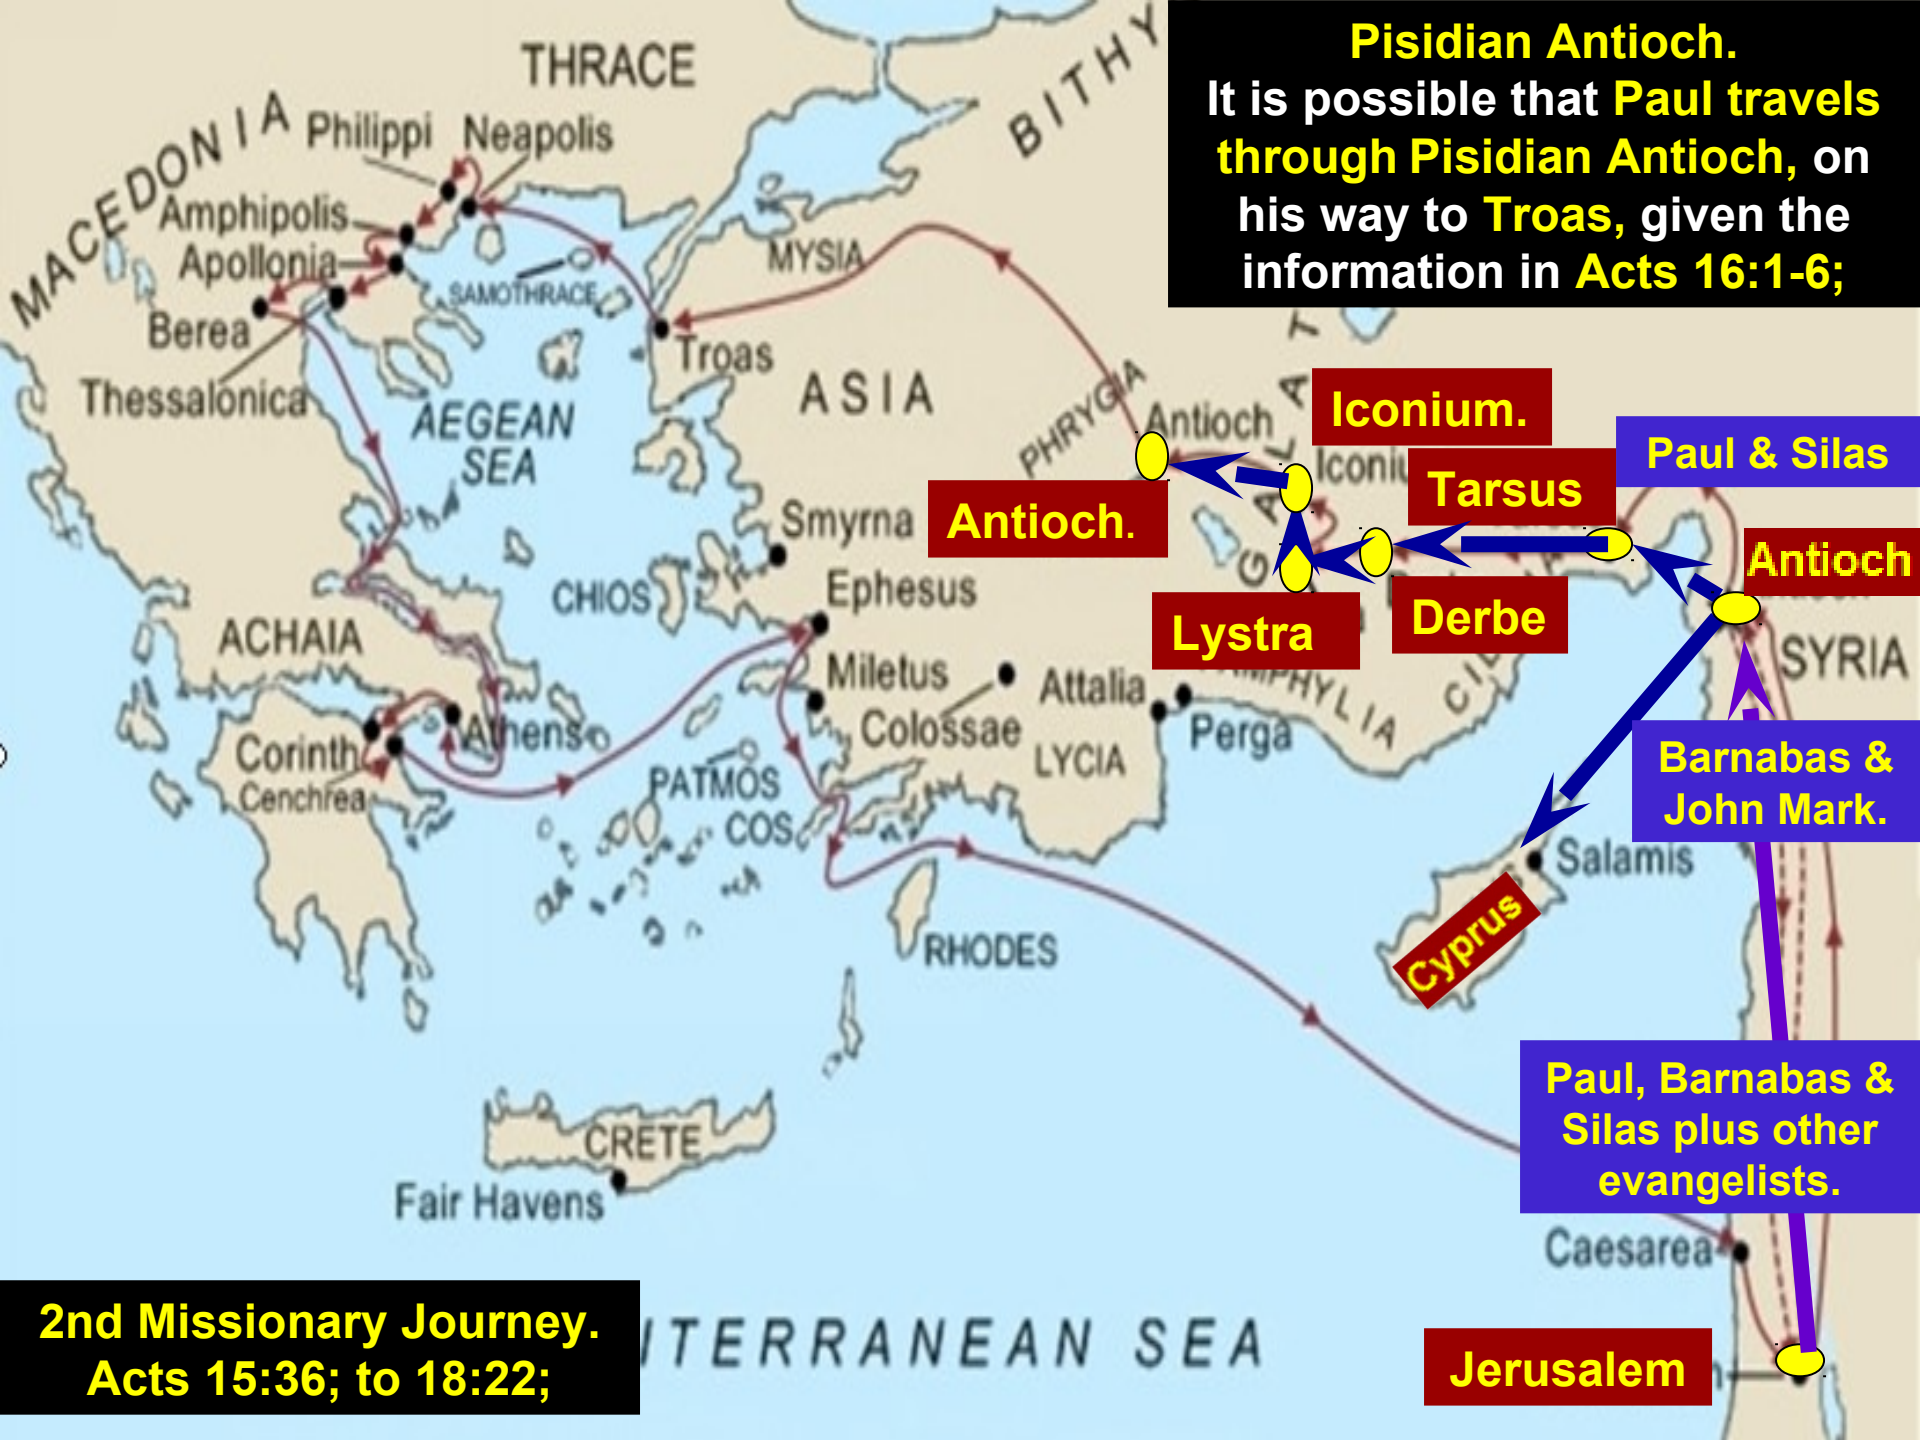 Pisidian Antioch.
It is possible that Paul travels
through Pisidian Antioch, on
his way to Troas, given the
information in Acts 16:1-6;
THRACE
BITHY
MACEDONIA
Philippi
Neapolis
Amphipolis
Apollonia
SAMOTHRACE
MYSIA
Berea
Troas
Thessalonica
ASIA
AEGEAN
SEA
PHRYGIA
Antioch
GALAT
Iconium.
Iconiu
Tarsus
Paul & Silas
Antioch.
Antioch
Smyrna
CHIOS
Ephesus
Lystra
Derbe
ACHAIA
SYRIA
Miletus
Colossae
Attalia
Perga
AMPHYLIA
CIL
LYCIA
Athens
Corinth
Cenchrea
PATMOS
COS
Barnabas &
John Mark.
Salamis
Cyprus
RHODES
Paul, Barnabas &
Silas plus other
evangelists.
CRETE
Fair Havens
Caesarea
2nd Missionary Journey.
Acts 15:36; to 18:22;
ITERRANEAN SEA
Jerusalem